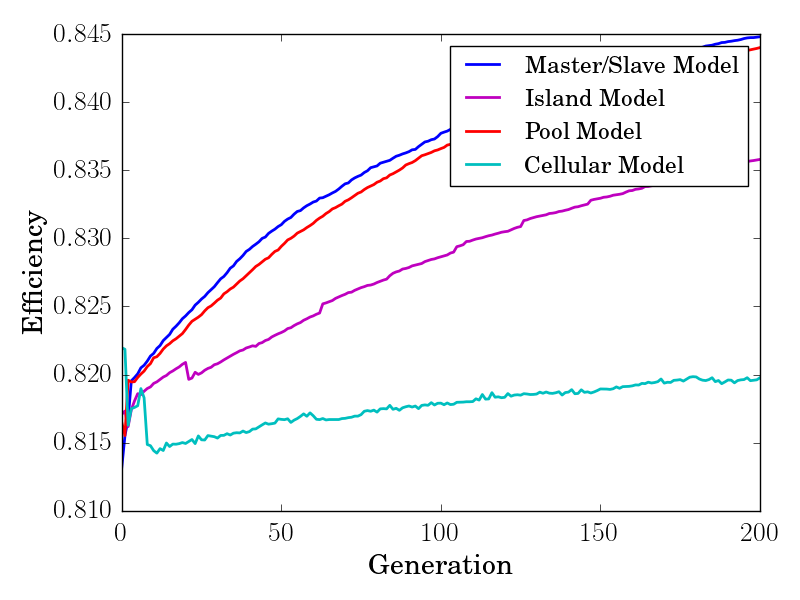 0.845
0.840
0.835
0.830
0.825
0.820
0.815
0.810
Efficiency
Master/Slave Model
Island Model
Pool Model
Cellular Model
0 50 100 150 200
Generation